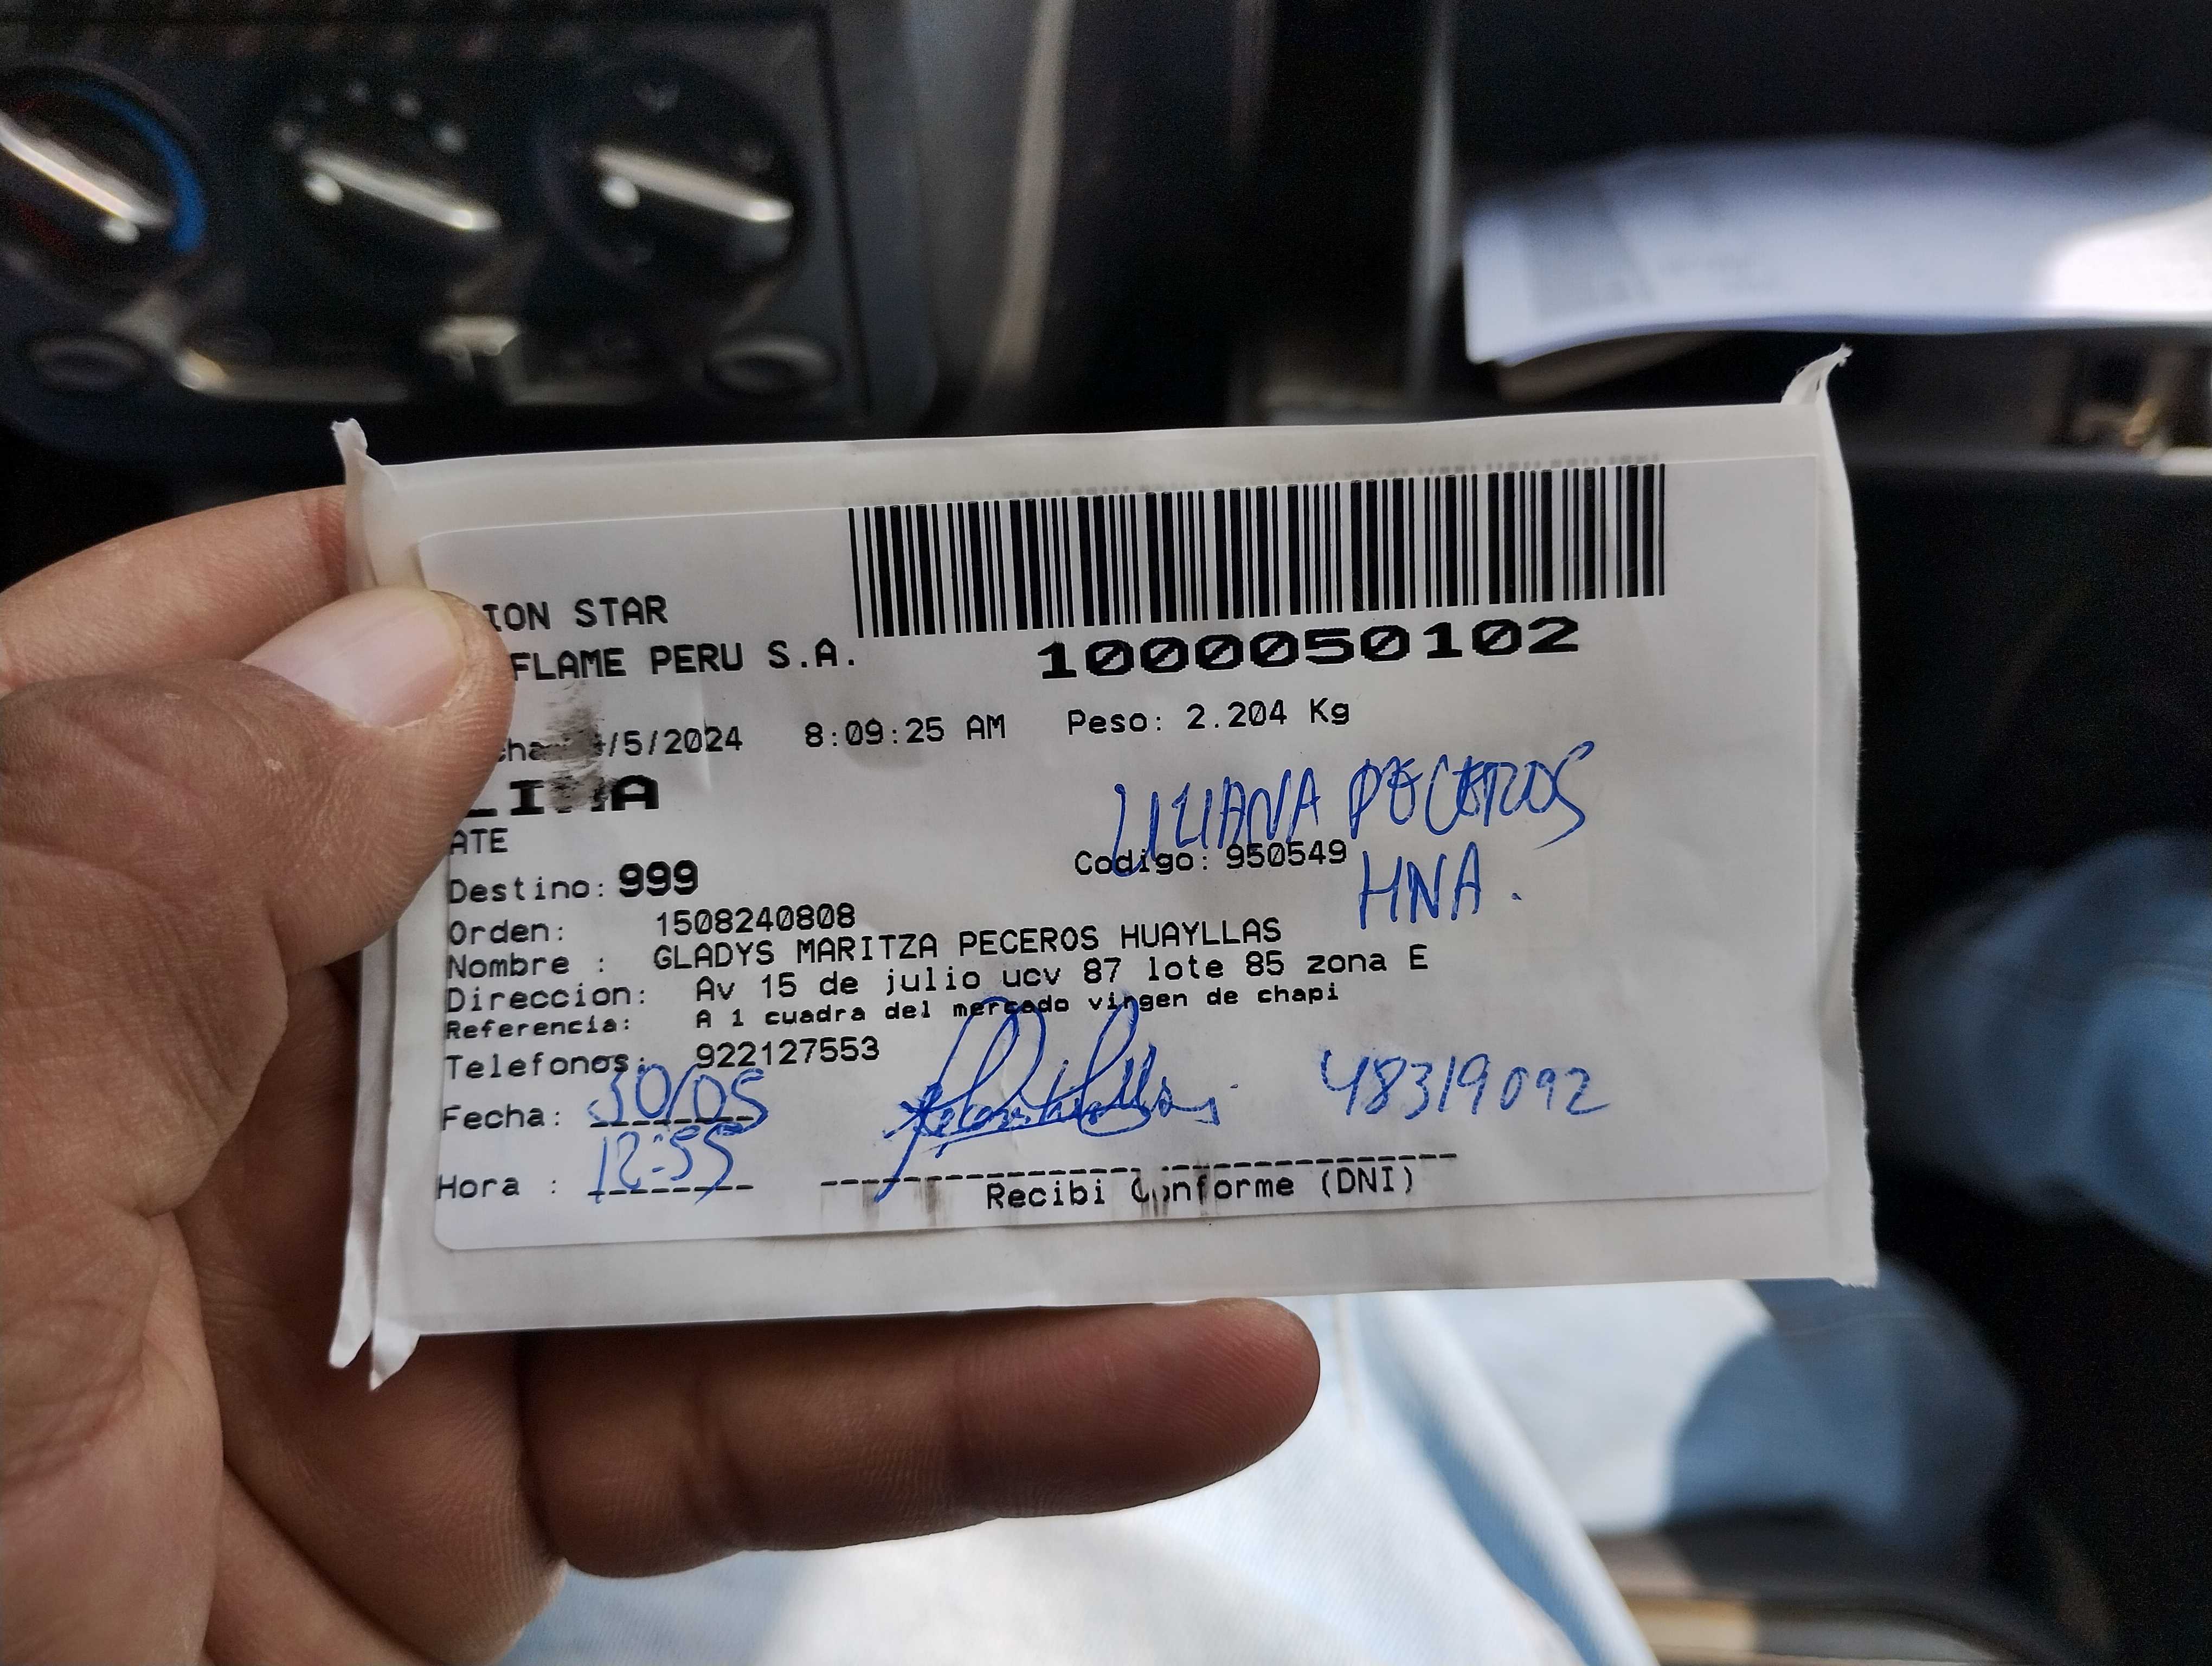 ION STAR
FLAME PERU S.A.
1000050102
/5/2024 8:09:25 AM Peso: 2.204 Kg
LIMA
LILIANA PECEROS
ATE
Codigo: 950549
HNA.
Destino: 999
Orden: 1508240808
Nombre : GLADYS MARITZA PECEROS HUAYLLAS
Direccion: Av 15 de julio ucv 87 lote 85 zona E
Referencia: A 1 cuadra del mercado virgen de chapi
Telefonos: 922127553
Fecha: 30/05
48319092
Hora : 12:55
Recibi Conforme (DNI)